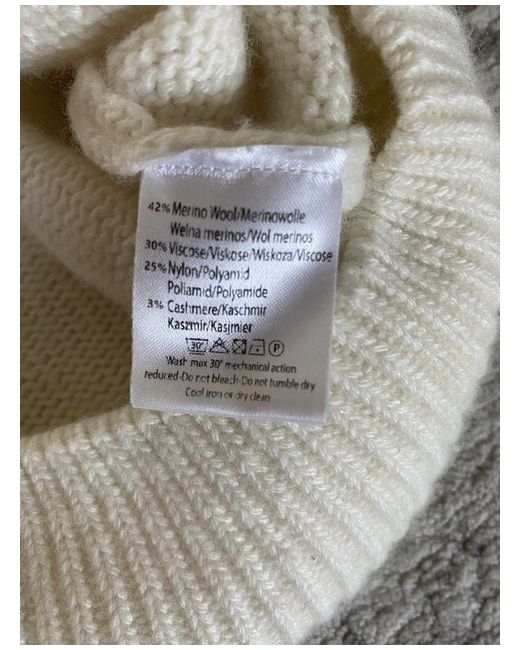 42% Merino Wool/Merinowolle
Wełna merinos/Wol merinos
30% Viscose/Viskose/Wiskoza/Viscose
25% Nylon/Polyamid
Poliamid/Polyamide
3% Cashmere/Kaschmir
Kaszmir/Kasjmier
30° P
Wash max 30° mechanical action
reduced-Do not bleach-Do not tumble dry
Cool iron or dry clean